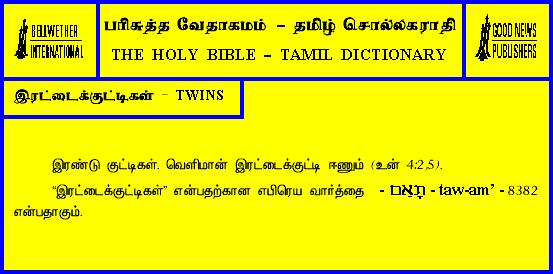 BELLWETHER
INTERNATIONAL
பரிசுத்த வேதாகமம் – தமிழ் சொல்லகராதி
THE HOLY BIBLE – TAMIL DICTIONARY
GOOD NEWS
PUBLISHERS
இரட்டைக்குட்டிகள் – TWINS
இரண்டு குட்டிகள். வெளிமான் இரட்டைக்குட்டி ஈணும் (உன் 4:2,5).
“இரட்டைக்குட்டிகள்” என்பதற்கான எபிரெய வார்த்தை - תָּאַם - taw-am’ - 8382
என்பதாகும்.